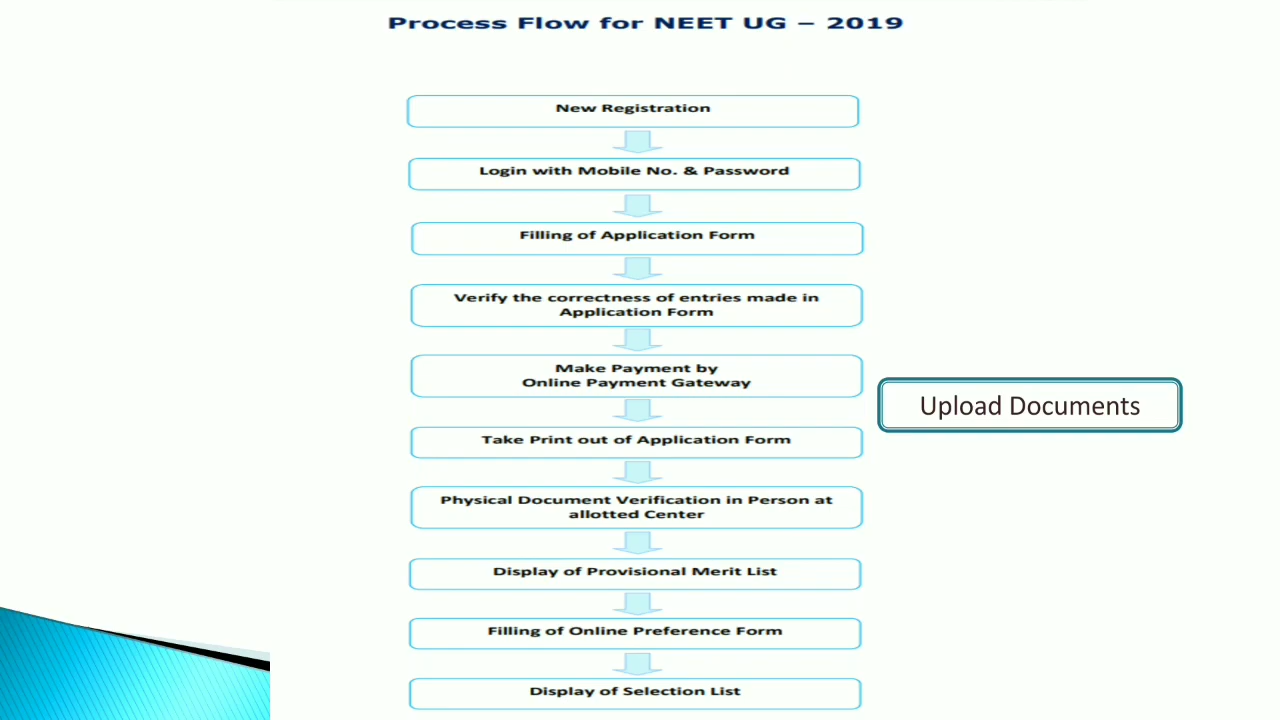 Process Flow for NEET UG – 2019
New Registration
Login with Mobile No. & Password
Filling of Application Form
Verify the correctness of entries made in
Application Form
Make Payment by
Online Payment Gateway
Upload Documents
Take Print out of Application Form
Physical Document Verification in Person at
allotted Center
Display of Provisional Merit List
Filling of Online Preference Form
Display of Selection List